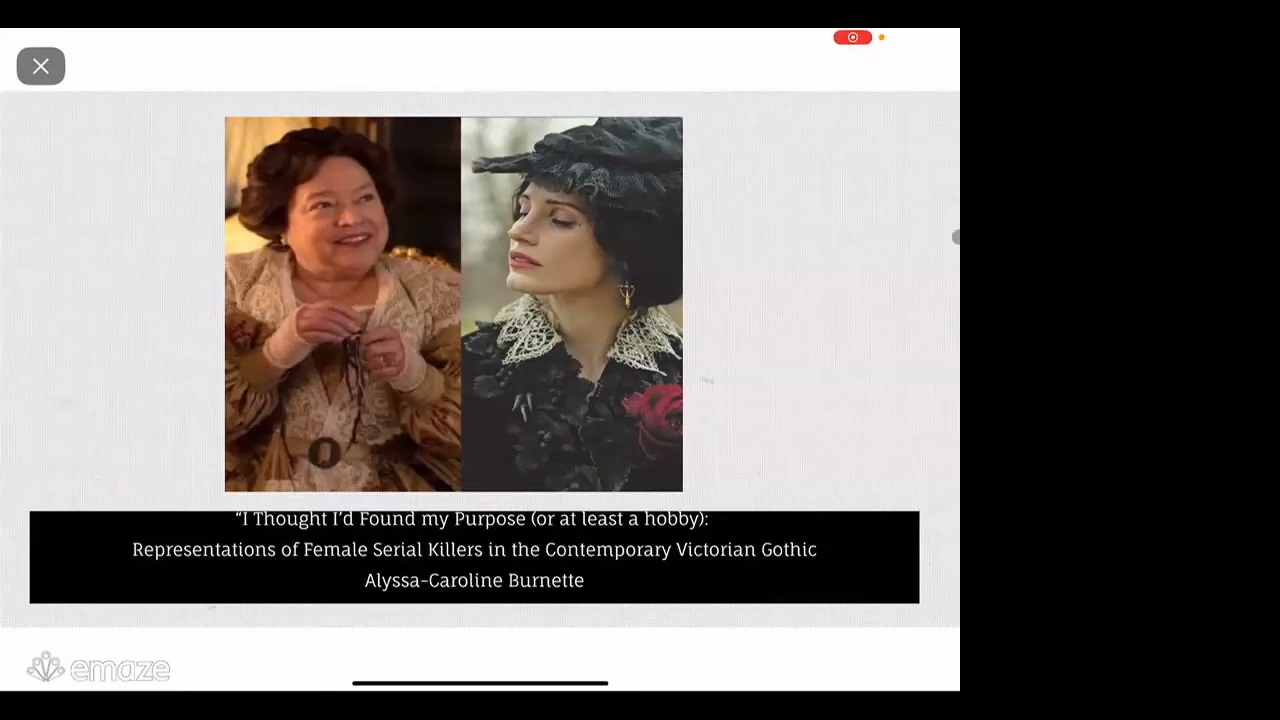 “I Thought I’d Found my Purpose (or at least a hobby):
Representations of Female Serial Killers in the Contemporary Victorian Gothic
Alyssa-Caroline Burnette
emaze